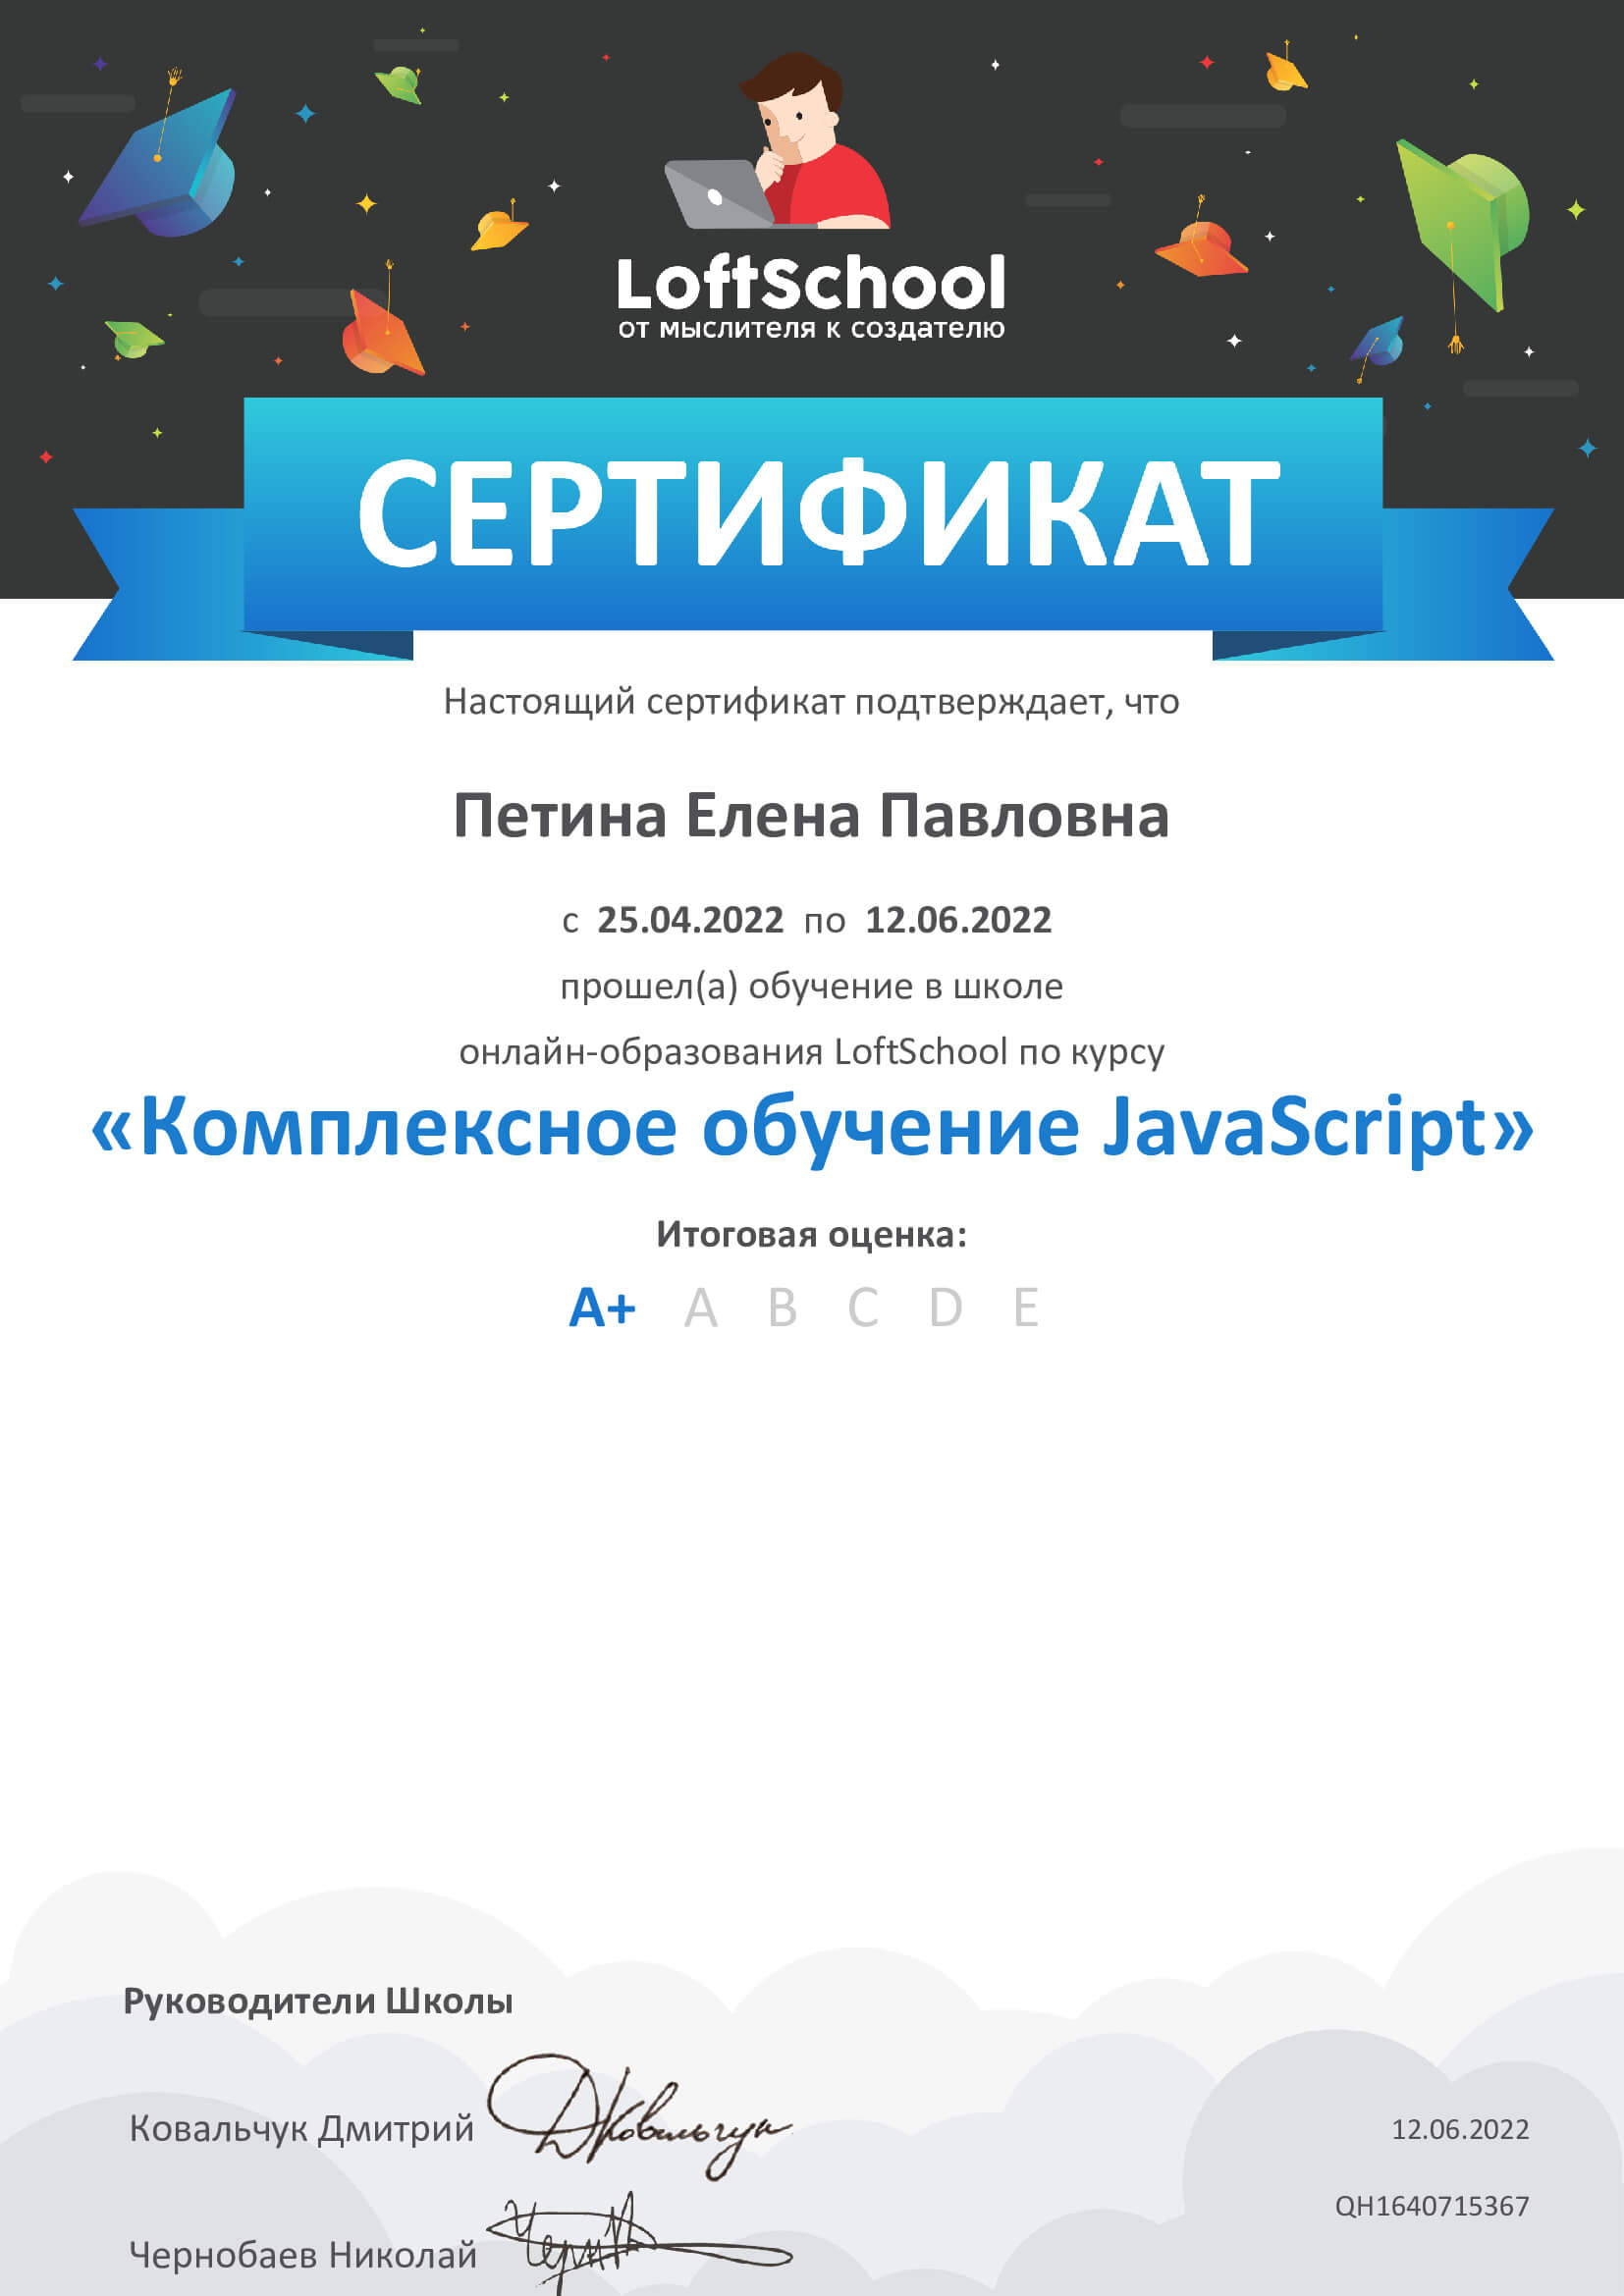 LoftSchool
от мыслителя к создателю
СЕРТИФИКАТ
Настоящий сертификат подтверждает, что
Петина Елена Павловна
с 25.04.2022 по 12.06.2022
прошел(а) обучение в школе
онлайн-образования LoftSchool по курсу
«Комплексное обучение JavaScript»
Итоговая оценка:
A+ A B C D E
Руководители Школы
Ковальчук Дмитрий
12.06.2022
QH1640715367
Чернобаев Николай